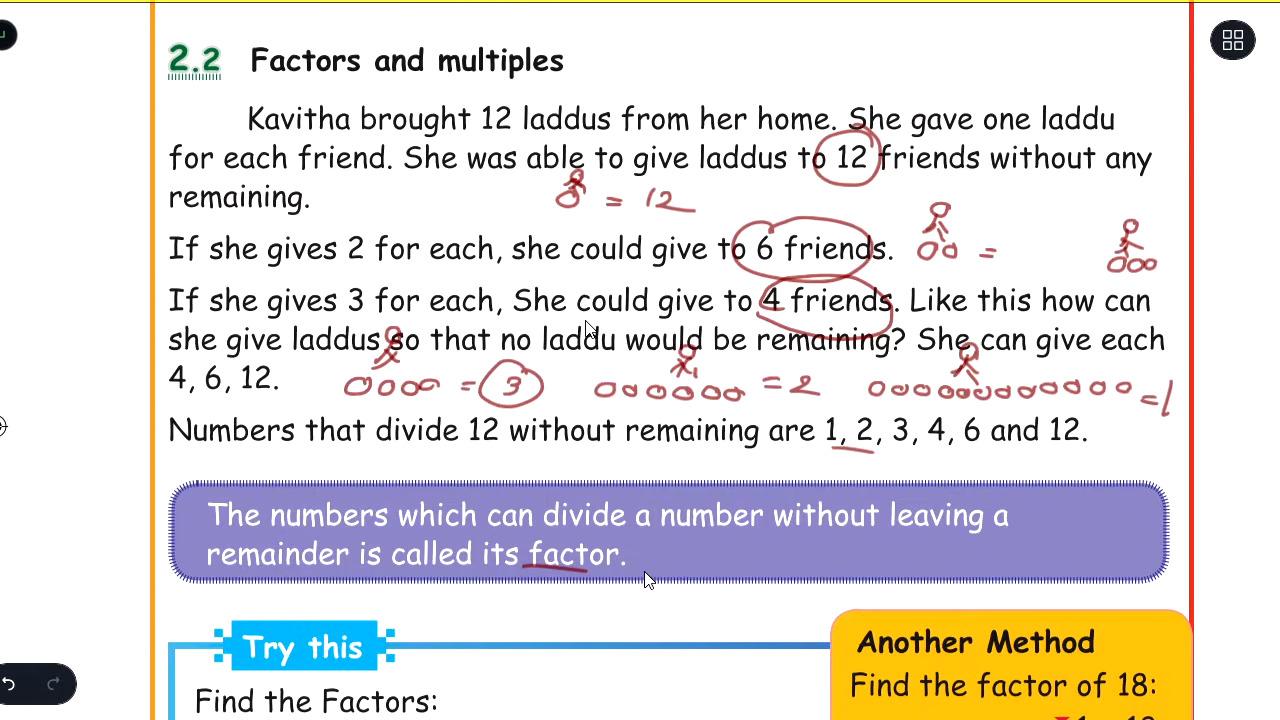 2.2 Factors and multiples
Kavitha brought 12 laddus from her home. She gave one laddu
for each friend. She was able to give laddus to 12 friends without any
remaining.
= 12
If she gives 2 for each, she could give to 6 friends.
=
If she gives 3 for each, She could give to 4 friends. Like this how can
she give laddus so that no laddu would be remaining? She can give each
4, 6, 12.
= 3
= 2
= 1
Numbers that divide 12 without remaining are 1, 2, 3, 4, 6 and 12.
The numbers which can divide a number without leaving a
remainder is called its factor.
Try this
Find the Factors:
Another Method
Find the factor of 18: